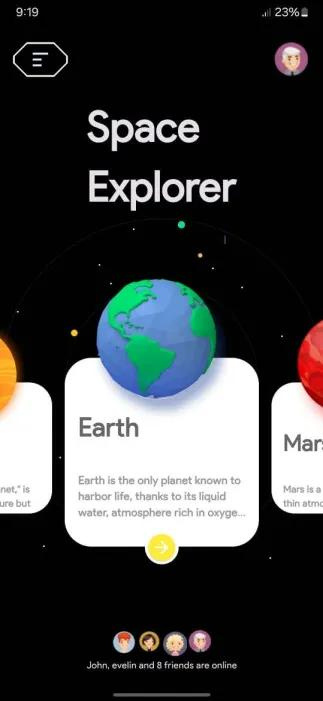 9:19
23%
Space
Explorer
Earth
Earth is the only planet known to
harbor life, thanks to its liquid
water, atmosphere rich in oxyge...
net," is
ure but
Mars
Mars is a
thin atmo
John, evelin and 8 friends are online